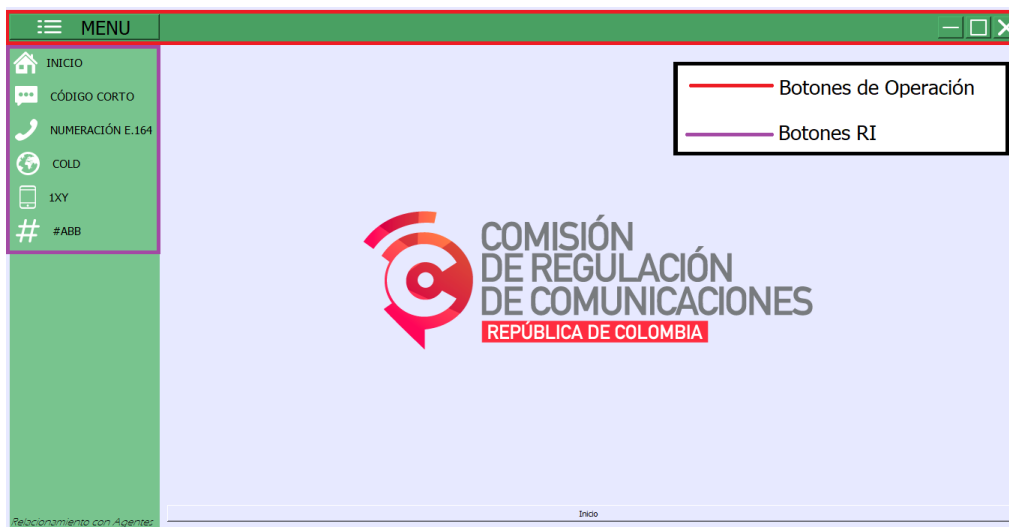 MENU
INICIO
CÓDIGO CORTO
NUMERACIÓN E.164
COLD
1XY
#ABB
Botones de Operación
Botones RI
COMISIÓN
DE REGULACIÓN
DE COMUNICACIONES
REPÚBLICA DE COLOMBIA
Inicio
Relacionamiento con Agentes